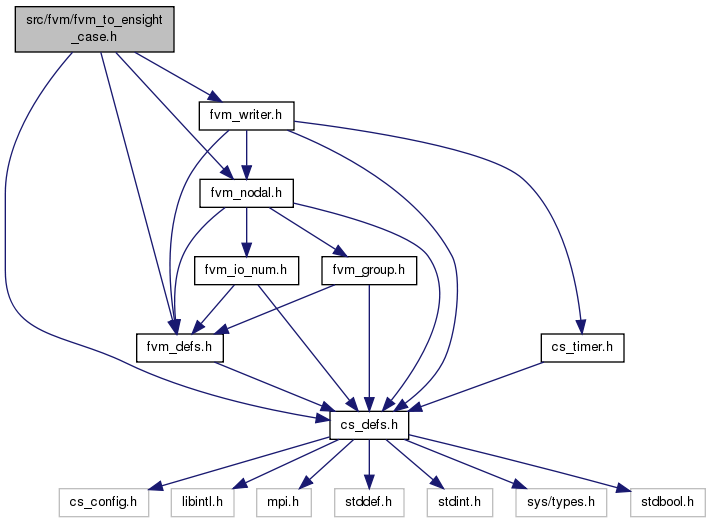 src/fvm/fvm_to_ensight
_case.h
fvm_writer.h
fvm_nodal.h
fvm_io_num.h
fvm_group.h
fvm_defs.h
cs_timer.h
cs_defs.h
cs_config.h
libintl.h
mpi.h
stddef.h
stdint.h
sys/types.h
stdbool.h